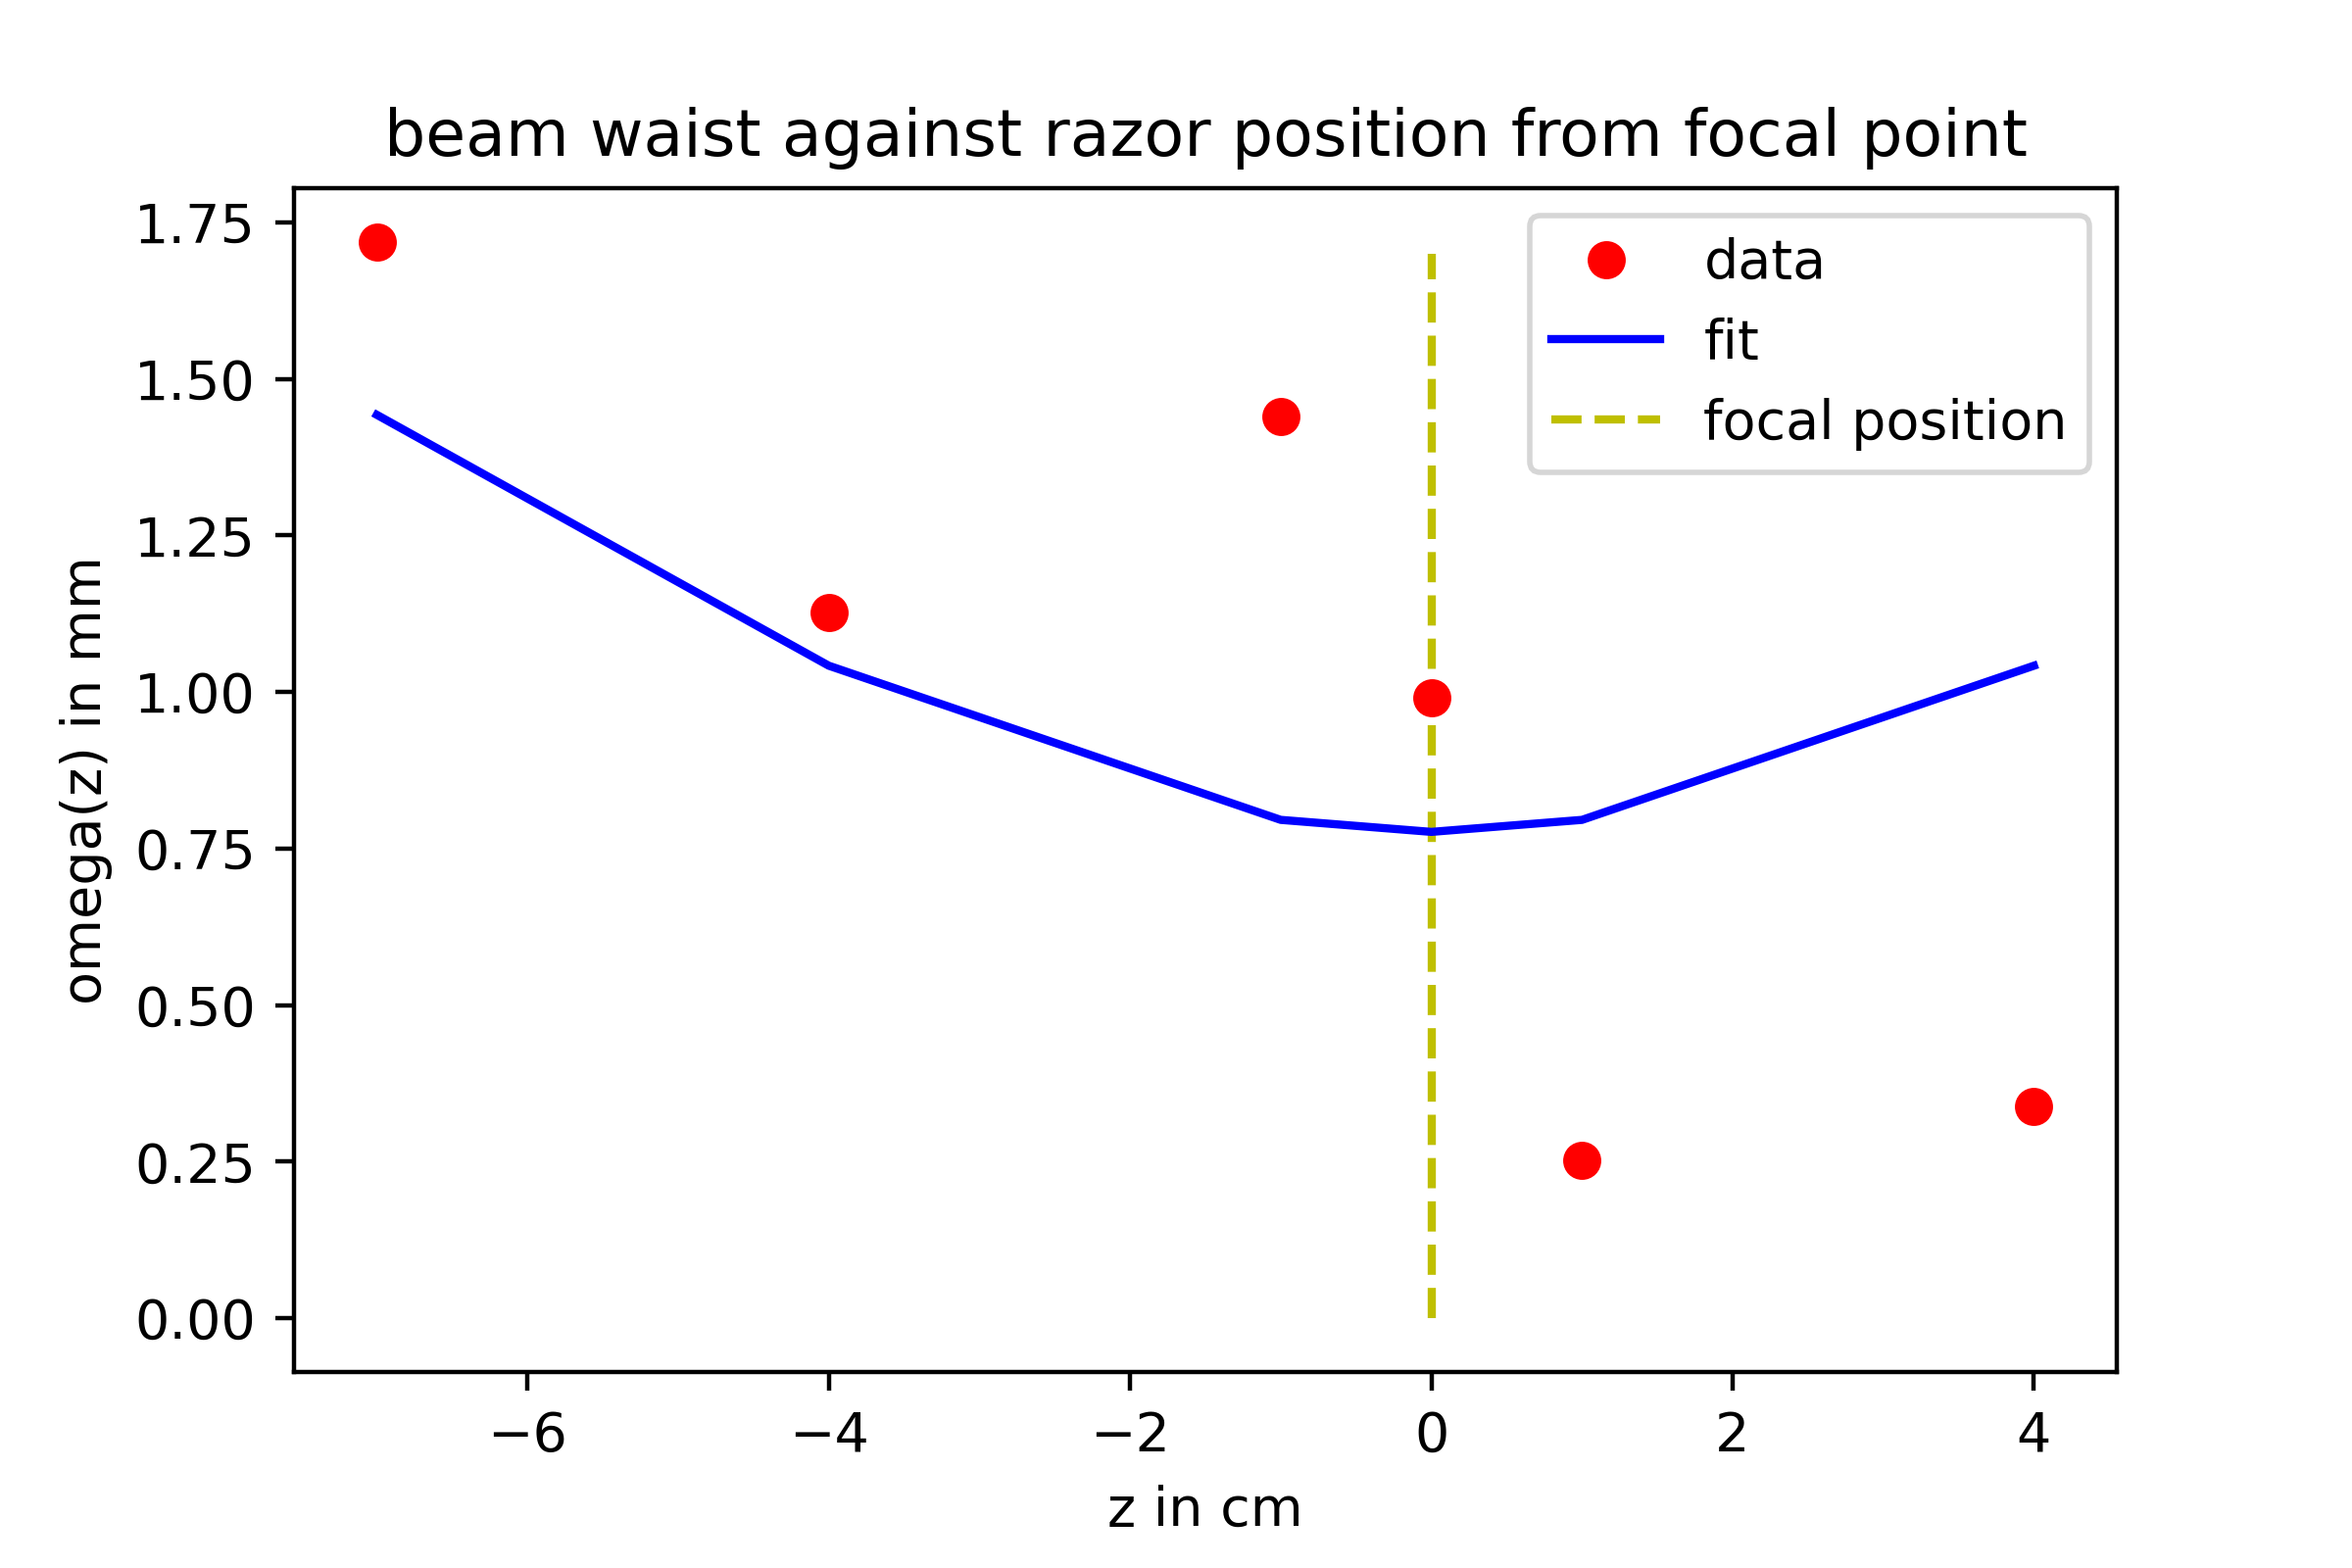 beam waist against razor position from focal point
data
fit
focal position
omega(z) in mm
1.75
1.50
1.25
1.00
0.75
0.50
0.25
0.00
−6 −4 −2 0 2 4
z in cm